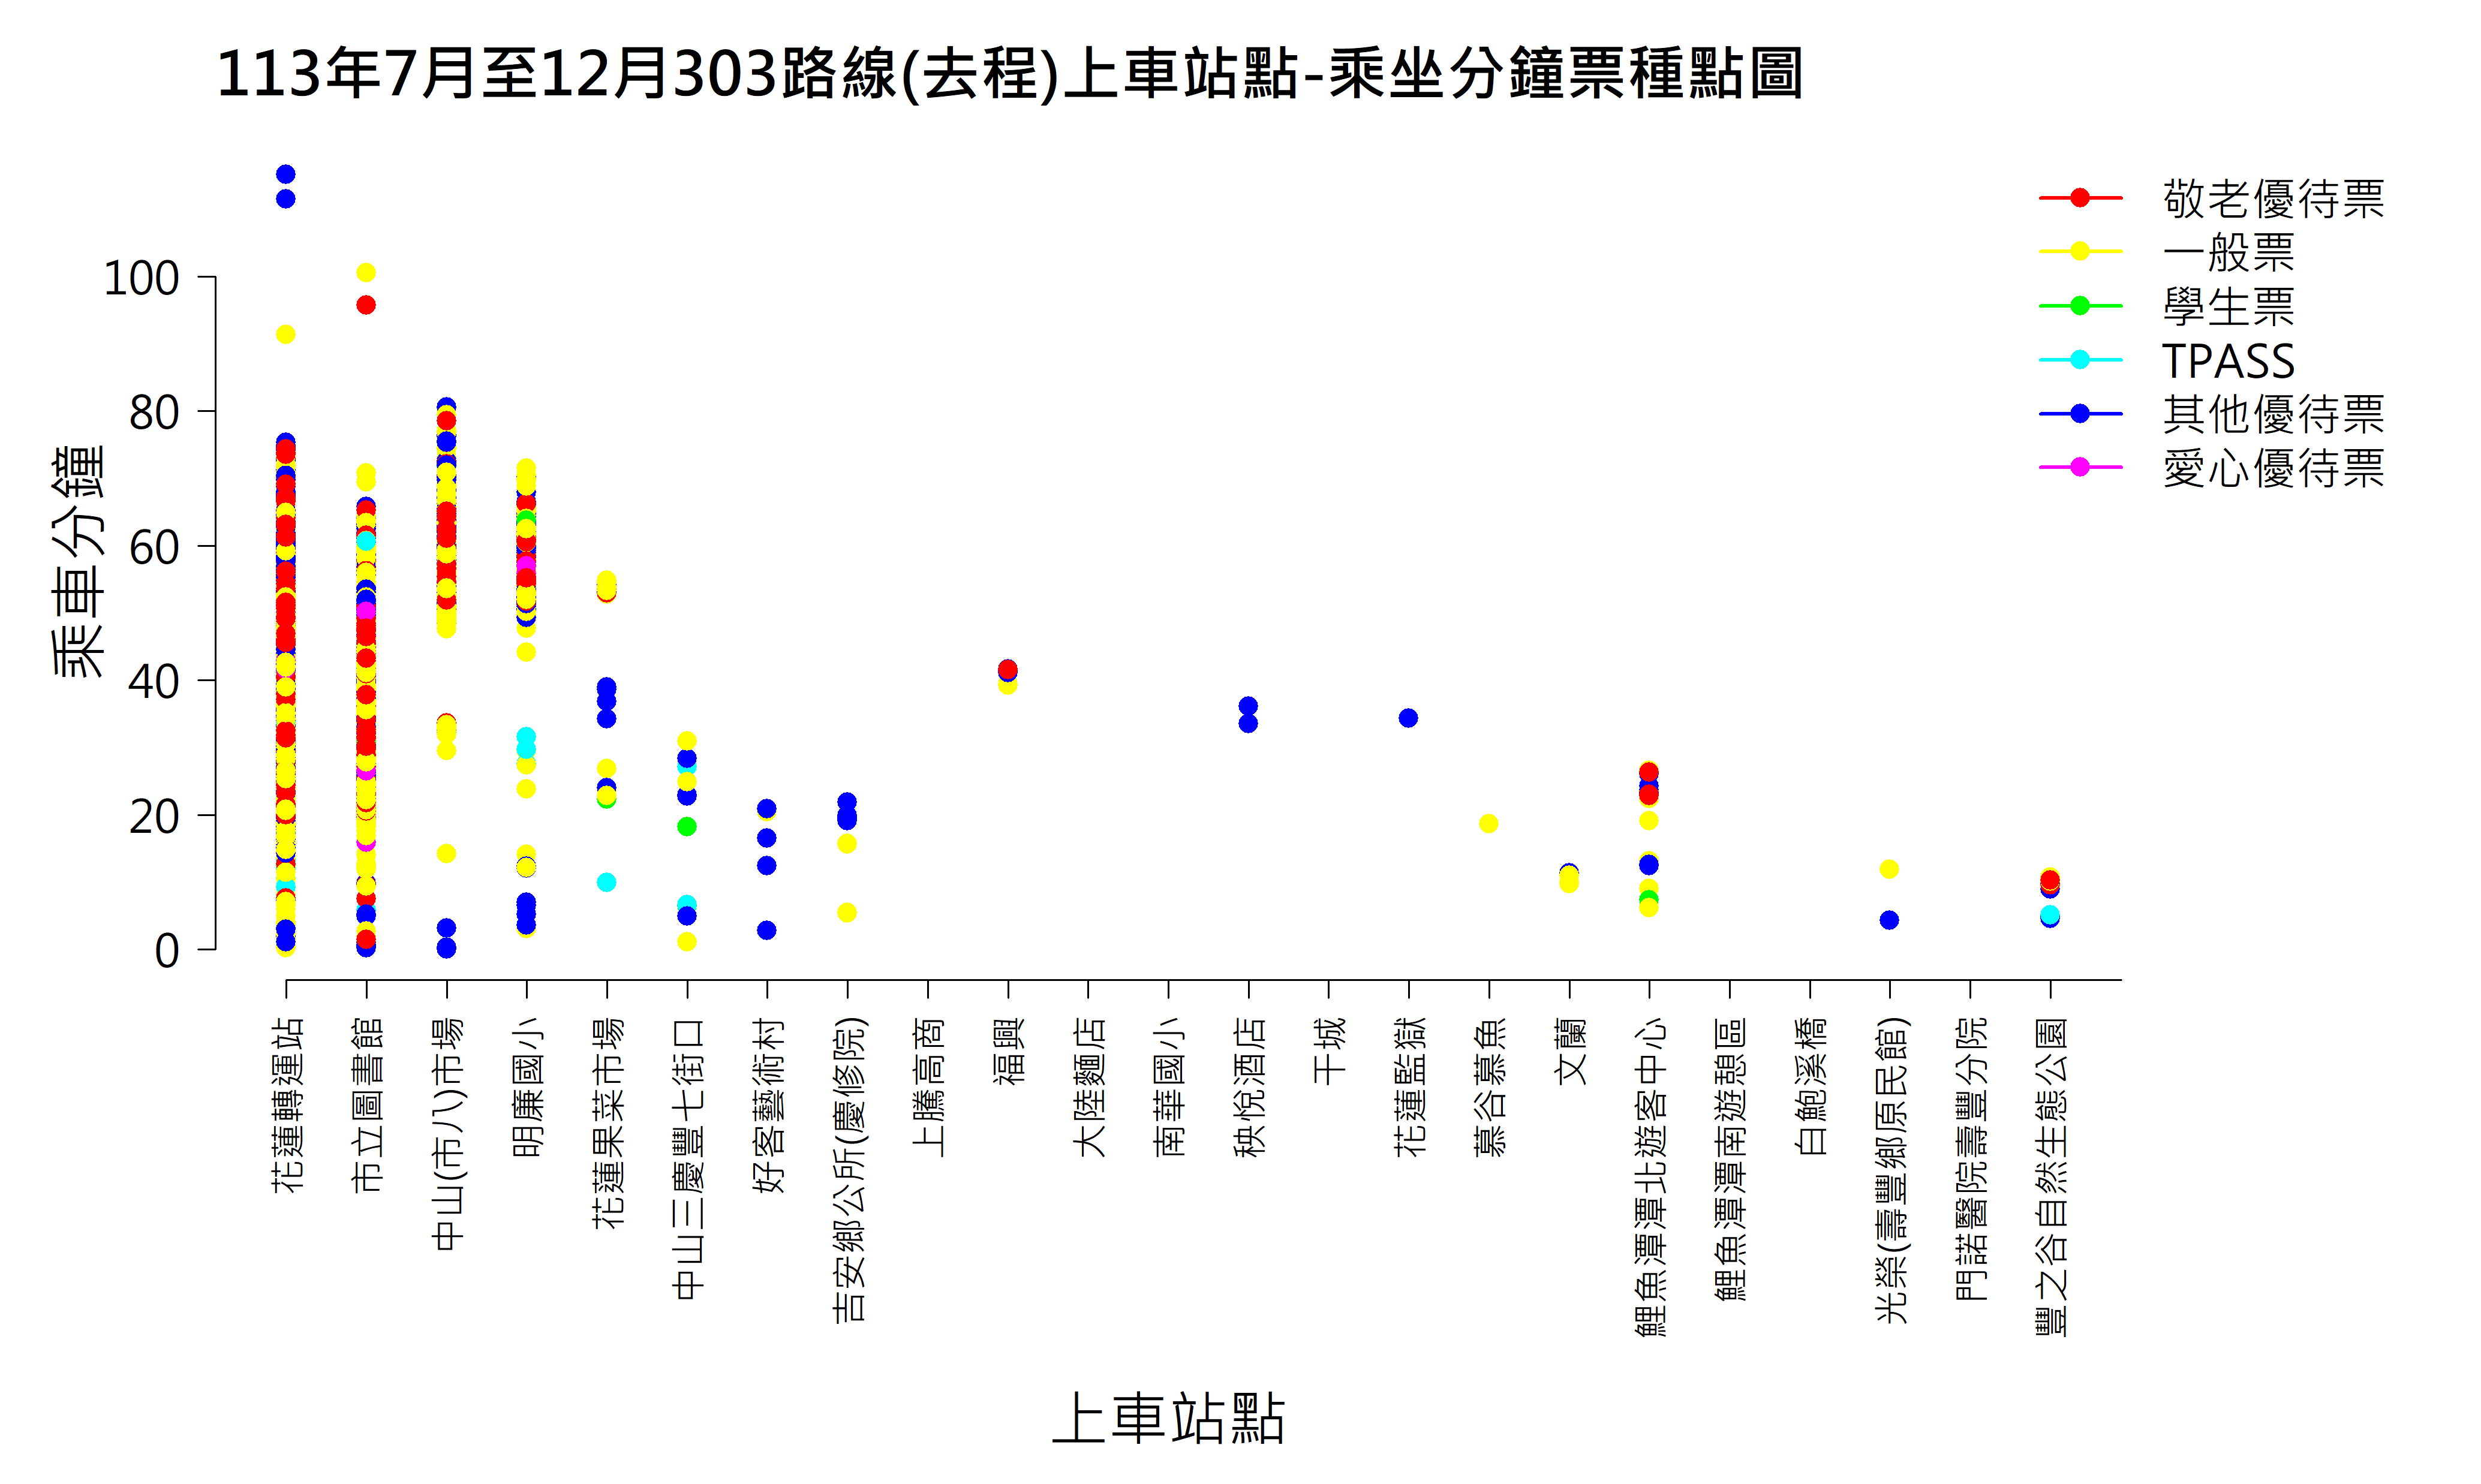 113年7月至12月303路線(去程)上車站點-乘坐分鐘票種點圖
敬老優待票
一般票
學生票
TPASS
其他優待票
愛心優待票
乘車分鐘
100
80
60
40
20
0
花蓮轉運站
市立圖書館
中山(市八)市場
明廉國小
花蓮果菜市場
中山三慶豐七街口
好客藝術村
吉安鄉公所(慶修院)
上騰高商
福興
大陸麵店
南華國小
秧悅酒店
干城
花蓮監獄
慕谷慕魚
文蘭
鯉魚潭潭北遊客中心
鯉魚潭潭南遊憩區
白鮑溪橋
光榮(壽豐鄉原民館)
門諾醫院壽豐分院
豐之谷自然生態公園
上車站點